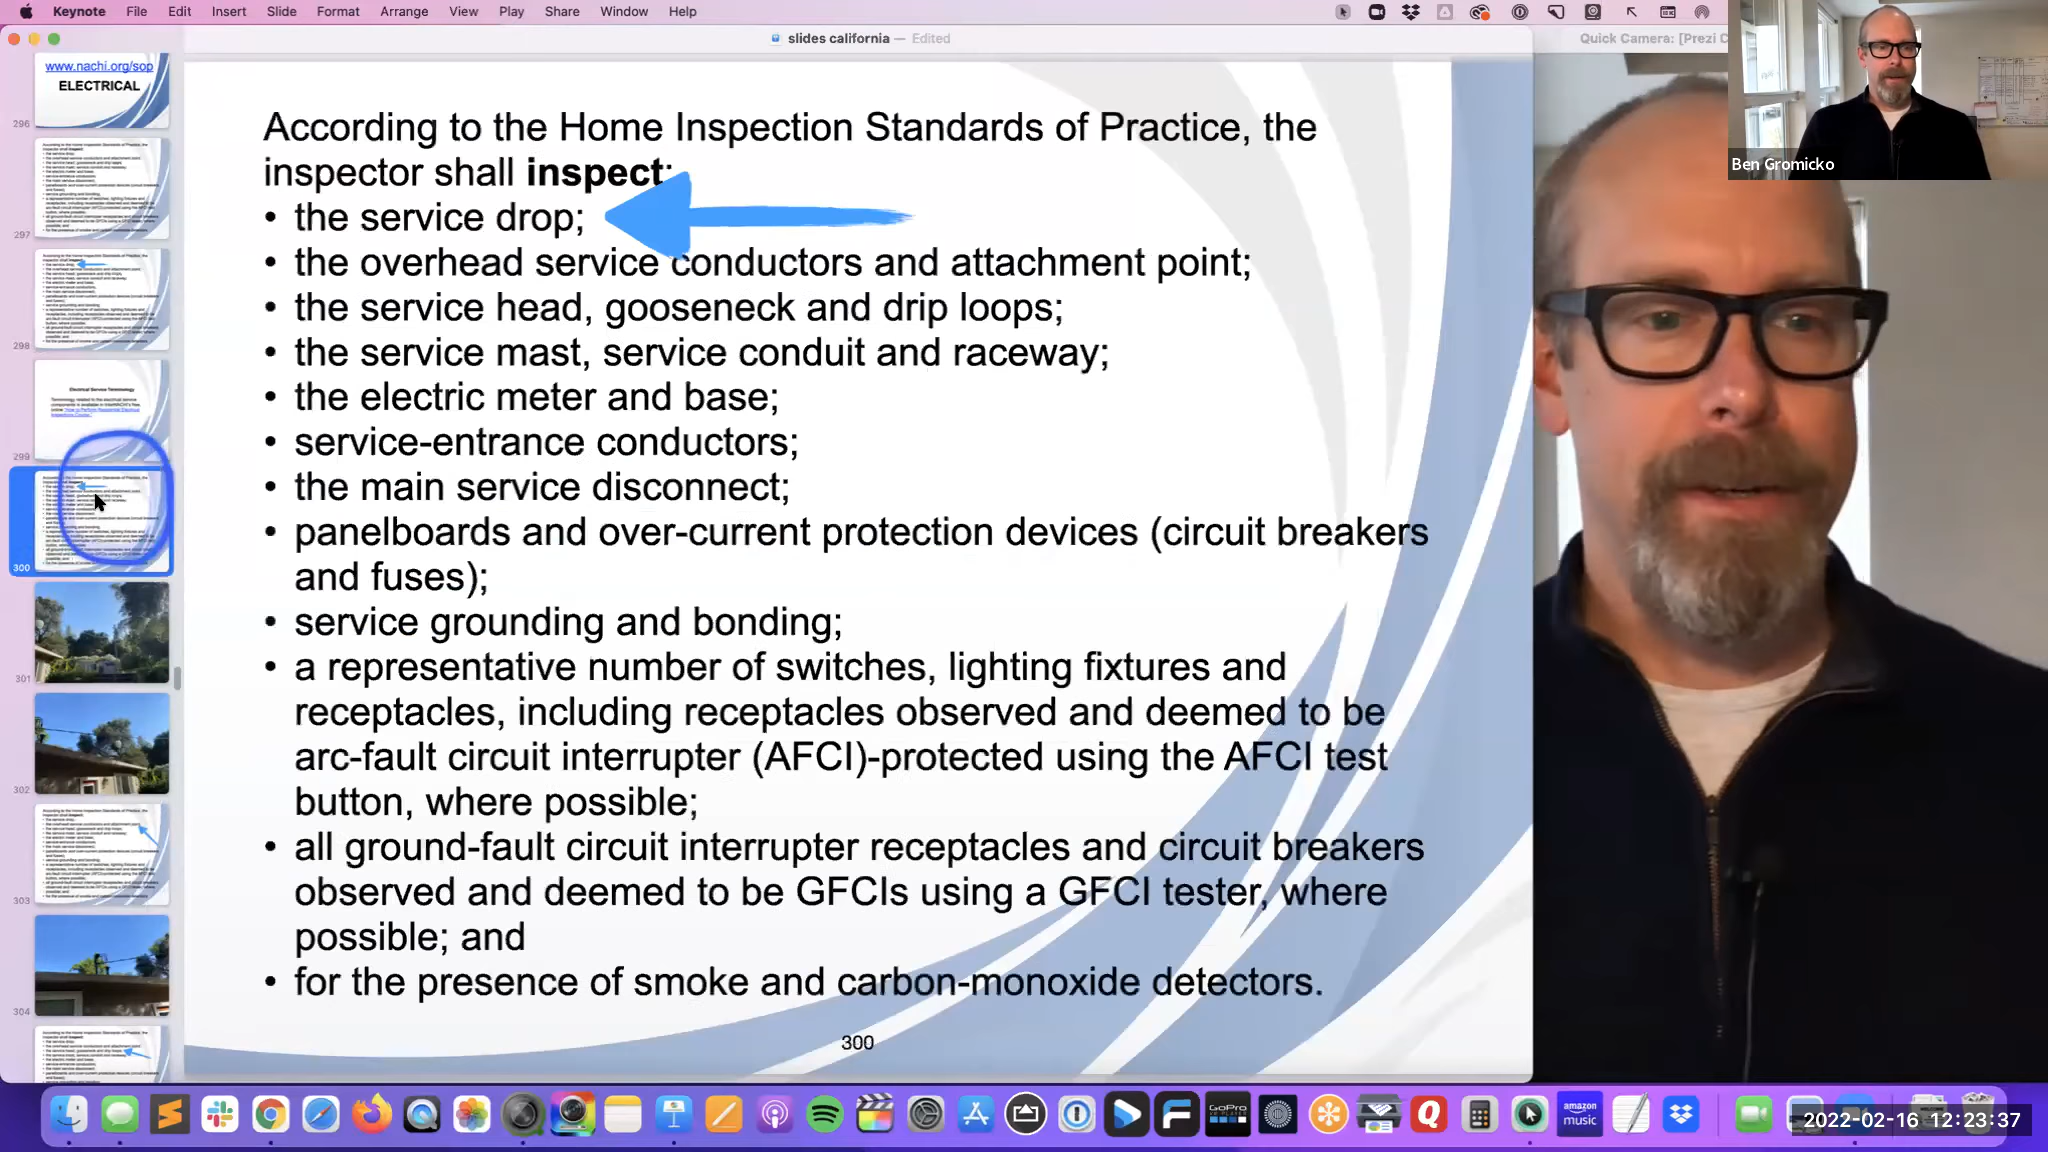 Keynote File Edit Insert Slide Format Arrange View Play Share Window Help
slides california — Edited
Quick Camera: [Prezi C
Ben Gromicko
www.nachi.org/sop
ELECTRICAL
296
297
298
Electrical Service Terminology
299
300
301
302
303
304
According to the Home Inspection Standards of Practice, the
inspector shall inspect:
• the service drop;
• the overhead service conductors and attachment point;
• the service head, gooseneck and drip loops;
• the service mast, service conduit and raceway;
• the electric meter and base;
• service-entrance conductors;
• the main service disconnect;
• panelboards and over-current protection devices (circuit breakers
and fuses);
• service grounding and bonding;
• a representative number of switches, lighting fixtures and
receptacles, including receptacles observed and deemed to be
arc-fault circuit interrupter (AFCI)-protected using the AFCI test
button, where possible;
• all ground-fault circuit interrupter receptacles and circuit breakers
observed and deemed to be GFCIs using a GFCI tester, where
possible; and
• for the presence of smoke and carbon-monoxide detectors.
300
GoPro
amazon
music
2022-02-16 12:23:37